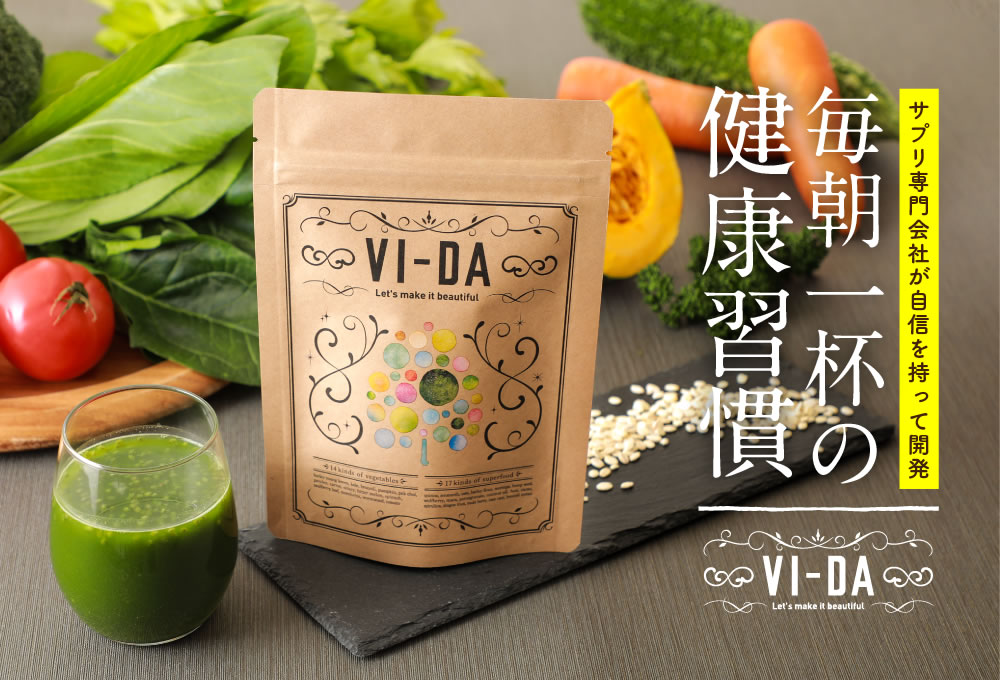 サプリ専門会社が自信を持って開発
毎朝一杯の
健康習慣
VI-DA
Let's make it beautiful
VI-DA
Let's make it beautiful
14 kinds of vegetables
17 kinds of superfood